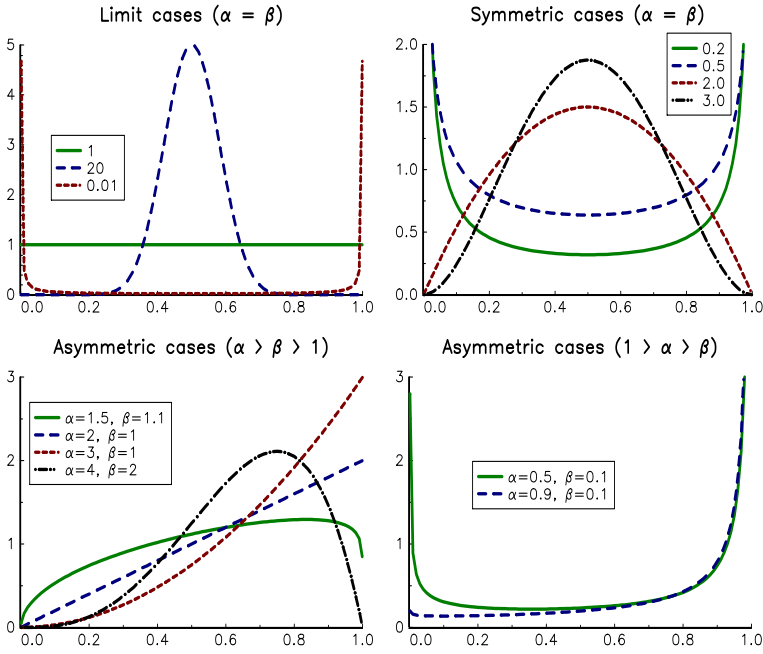 Limit cases (α = β)
5
4
3
2
1
0
1
20
0.01
0.0 0.2 0.4 0.6 0.8 1.0
Symmetric cases (α = β)
2.0
1.5
1.0
0.5
0.0
0.2
0.5
2.0
3.0
0.0 0.2 0.4 0.6 0.8 1.0
Asymmetric cases (α > β > 1)
3
2
1
0
α=1.5, β=1.1
α=2, β=1
α=3, β=1
α=4, β=2
0.0 0.2 0.4 0.6 0.8 1.0
Asymmetric cases (1 > α > β)
3
2
1
0
α=0.5, β=0.1
α=0.9, β=0.1
0.0 0.2 0.4 0.6 0.8 1.0